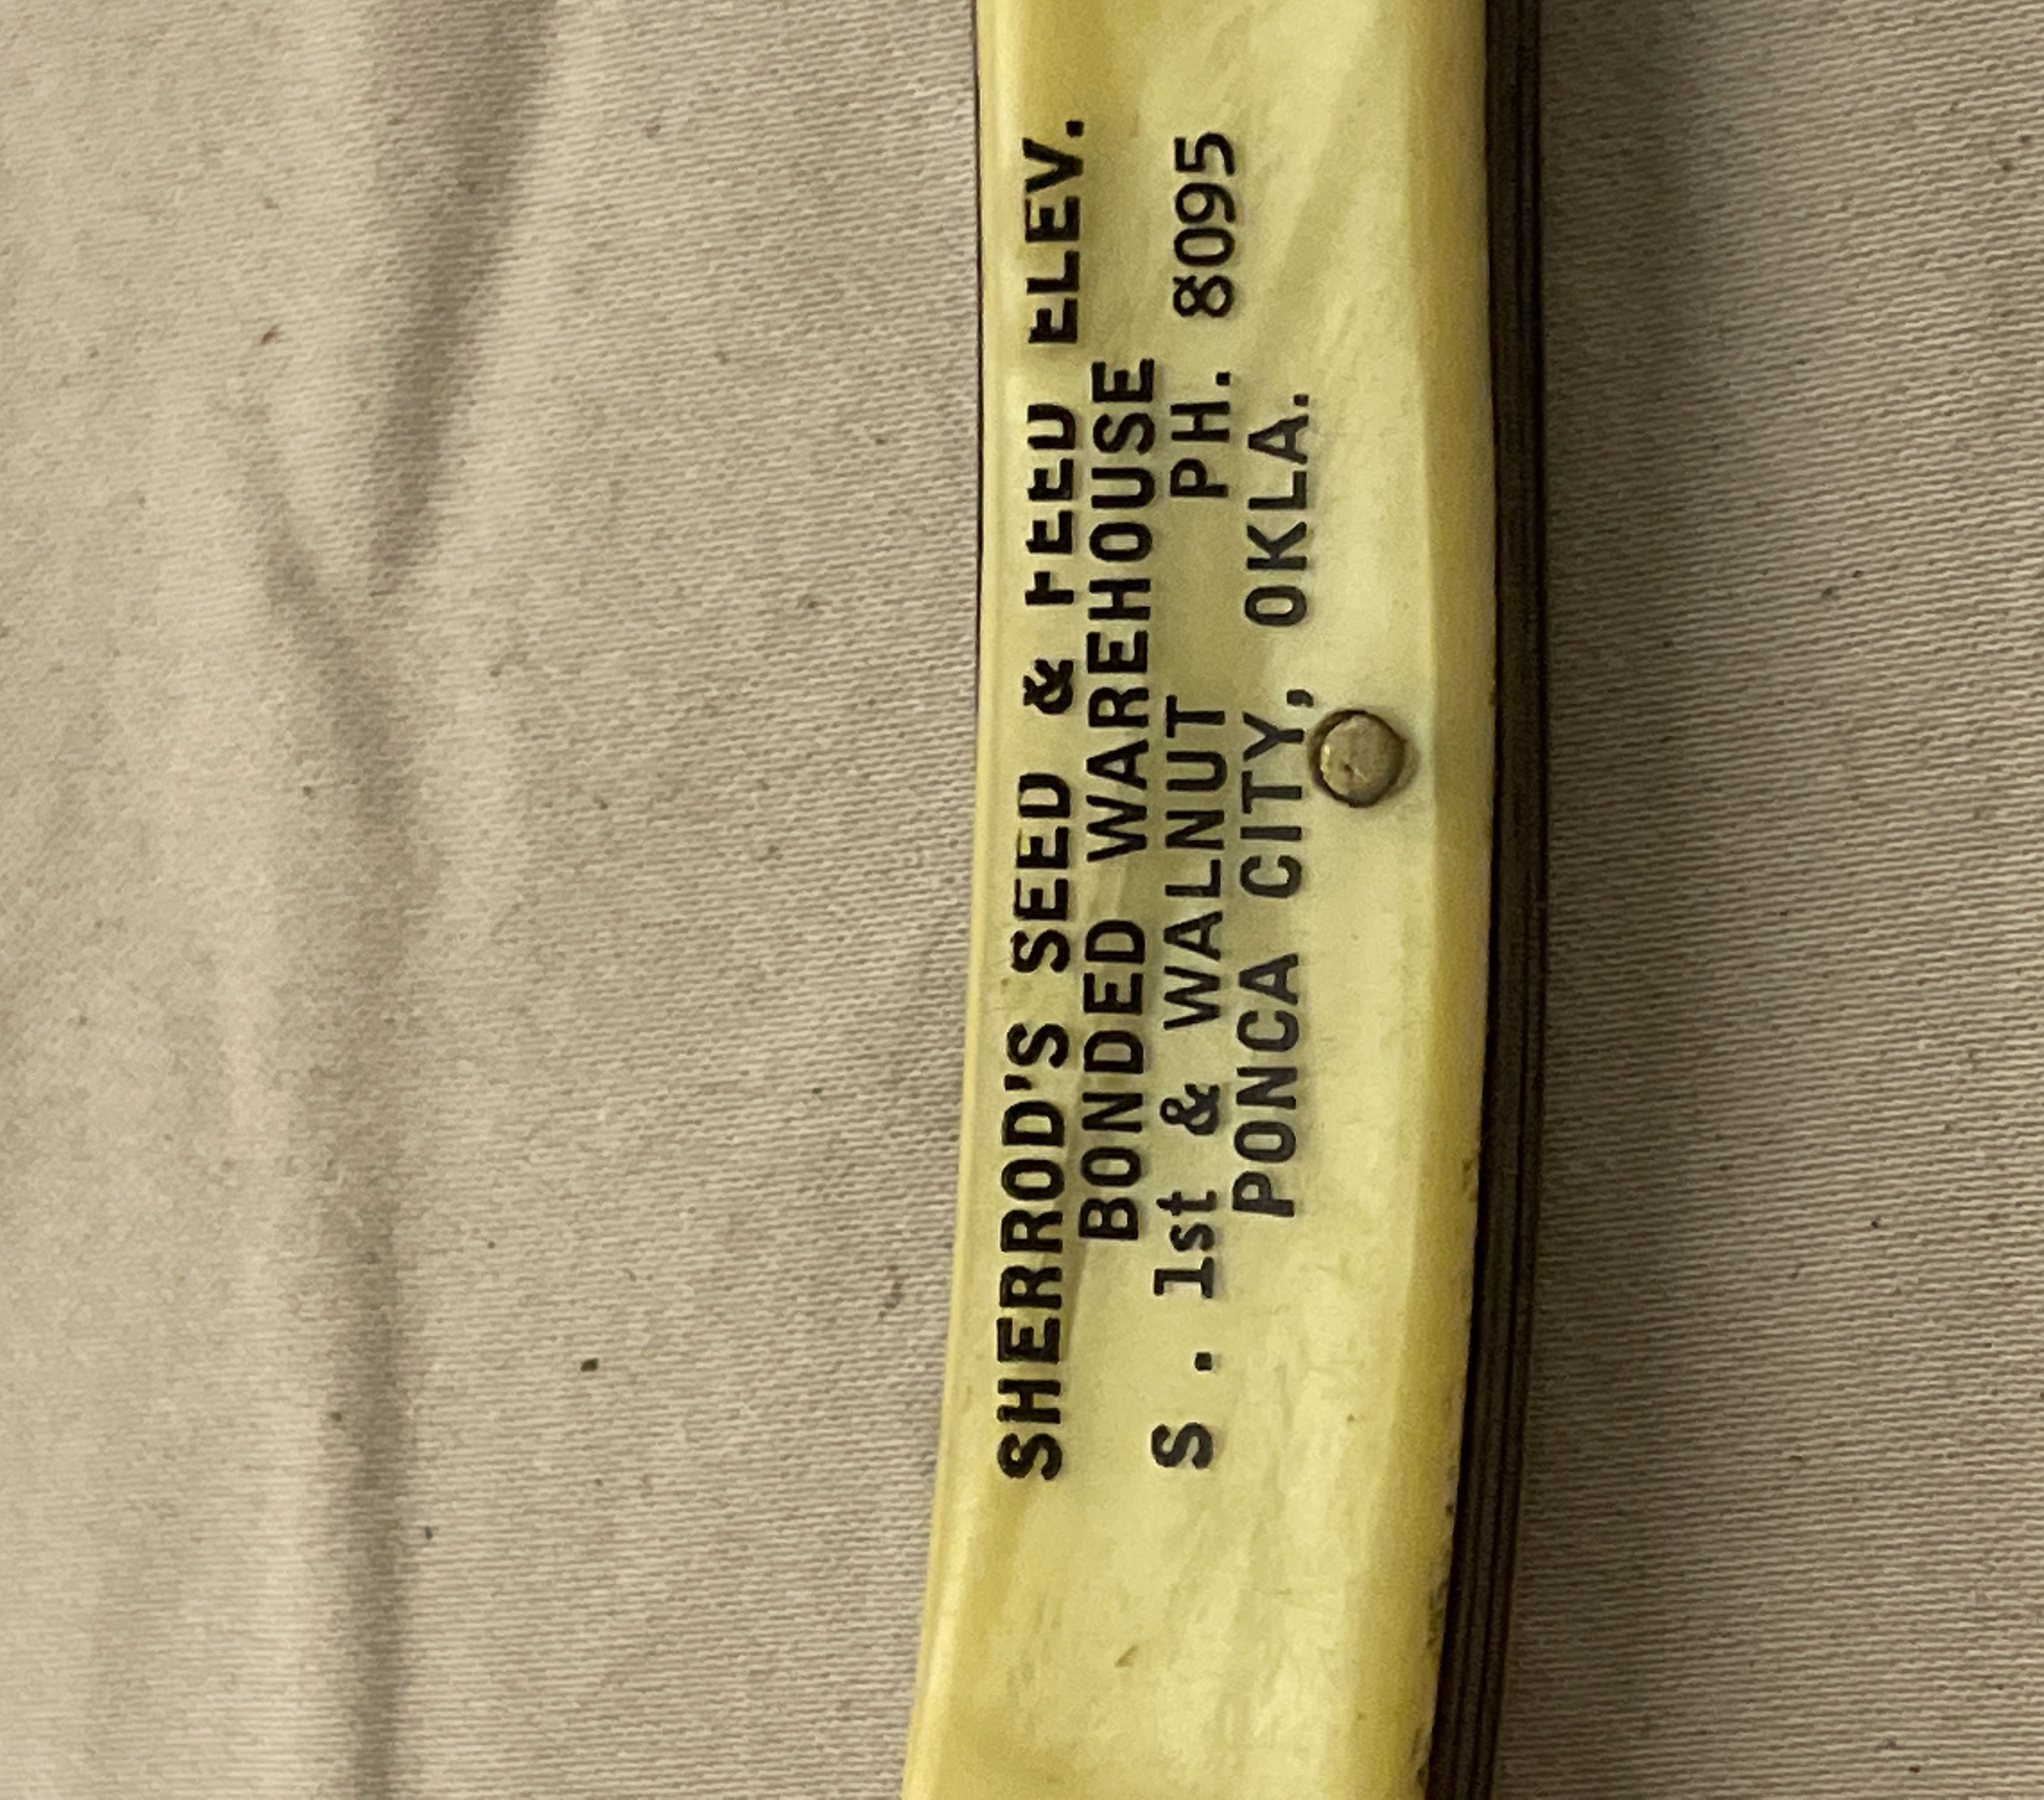 SHERROD'S SEED & FEED ELEV.
BONDED WAREHOUSE
S. 1st & WALNUT PH. 8095
PONCA CITY, OKLA.